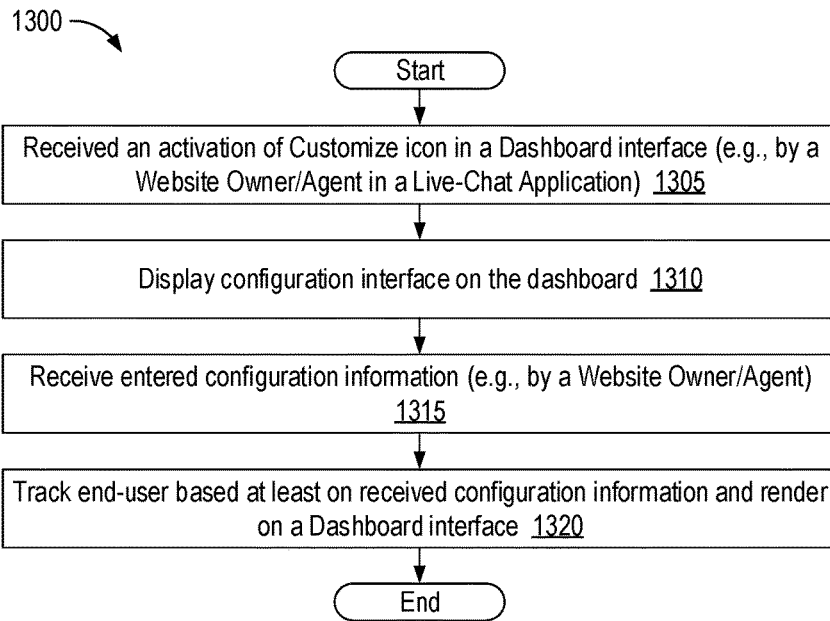 1300
Start
Received an activation of Customize icon in a Dashboard interface (e.g., by a
Website Owner/Agent in a Live-Chat Application) 1305
Display configuration interface on the dashboard 1310
Receive entered configuration information (e.g., by a Website Owner/Agent)
1315
Track end-user based at least on received configuration information and render
on a Dashboard interface 1320
End